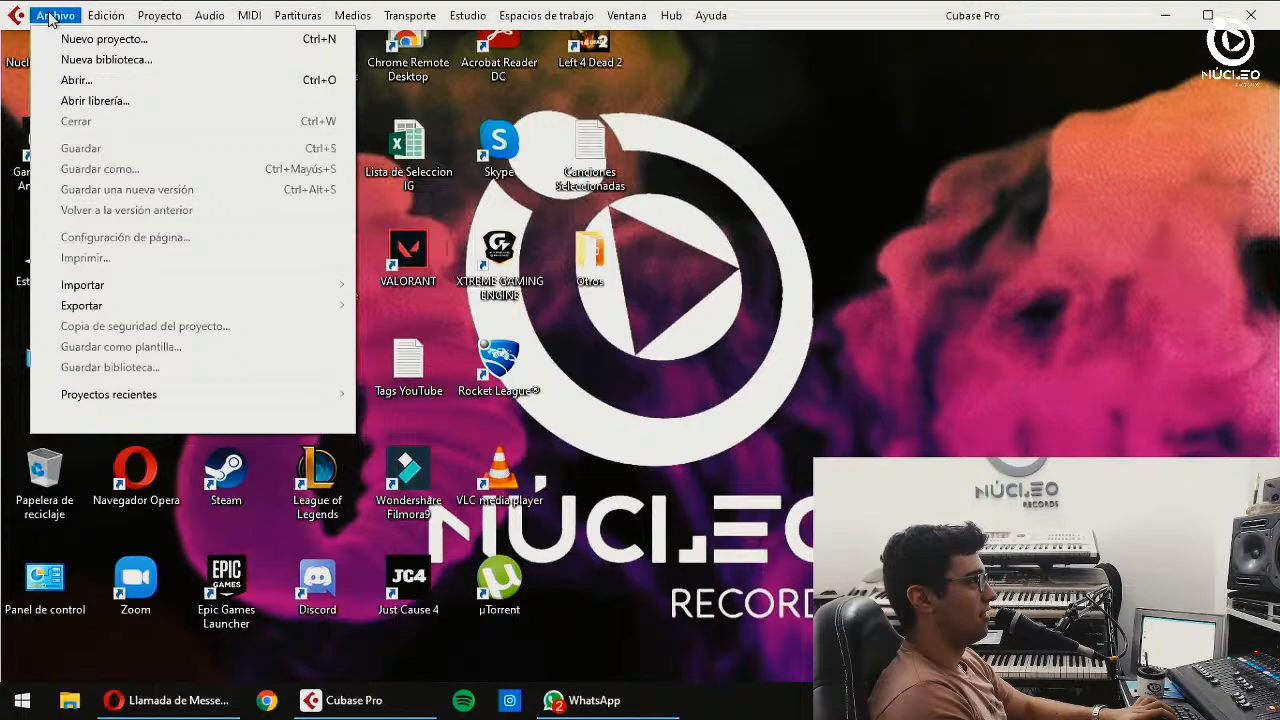 Archivo Edición Proyecto Audio MIDI Partituras Medios Transporte Estudio Espacios de trabajo Ventana Hub Ayuda Cubase Pro
Nuevo proyecto... Ctrl+N
Nueva biblioteca...
Abrir... Ctrl+O
Abrir librería...
Cerrar Ctrl+W
Guardar Ctrl+S
Guardar como... Ctrl+Mayús+S
Guardar una nueva versión Ctrl+Alt+S
Volver a la versión anterior
Configuración de página...
Imprimir...
Importar
Exportar
Copia de seguridad del proyecto...
Guardar como plantilla...
Guardar biblioteca...
Proyectos recientes
Chrome Remote
Desktop
Acrobat Reader
DC
Left 4 Dead 2
NÚCLEO
Lista de Seleccion
IG
Skype
Canciones
Seleccionadas
VALORANT
XTREME GAMING
ENGINE
Otros
Tags YouTube
Rocket League®
Papelera de
reciclaje
Navegador Opera
Steam
League of
Legends
Wondershare
Filmora9
VLC media player
NÚCLEO
RECORD
NÚCLEO
RECORDS
Panel de control
Zoom
EPIC
GAMES
Epic Games
Launcher
Discord
JC4
Just Cause 4
µTorrent
Llamada de Messe...
Cubase Pro
2
WhatsApp